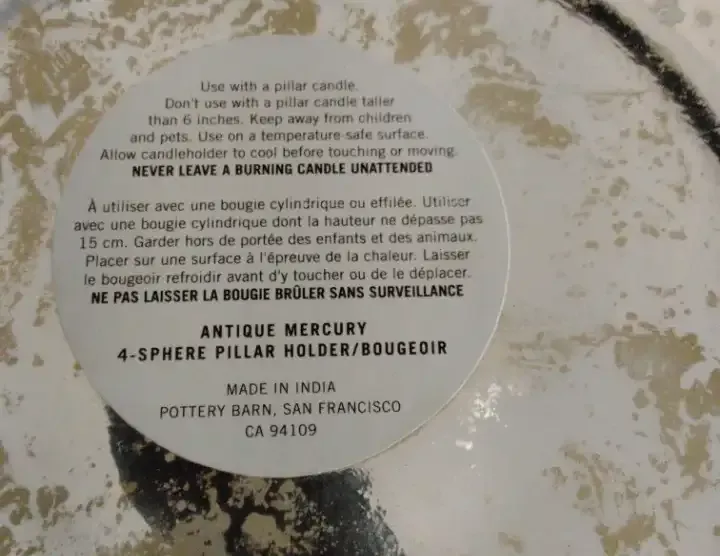 Use with a pillar candle.
Don't use with a pillar candle taller
than 6 inches. Keep away from children
and pets. Use on a temperature safe surface.
Allow candleholder to cool before touching or moving.
NEVER LEAVE A BURNING CANDLE UNATTENDED
À utiliser avec une bougie cylindrique ou effilée. Utiliser
avec une bougie cylindrique dont la hauteur ne dépasse pas
15 cm. Garder hors de portée des enfants et des animaux.
Placer sur une surface à l'épreuve de la chaleur. Laisser
le bougeoir refroidir avant d'y toucher ou de le déplacer.
NE PAS LAISSER LA BOUGIE BRÛLER SANS SURVEILLANCE
ANTIQUE MERCURY
4-SPHERE PILLAR HOLDER/BOUGEOIR
MADE IN INDIA
POTTERY BARN, SAN FRANCISCO
CA 94109